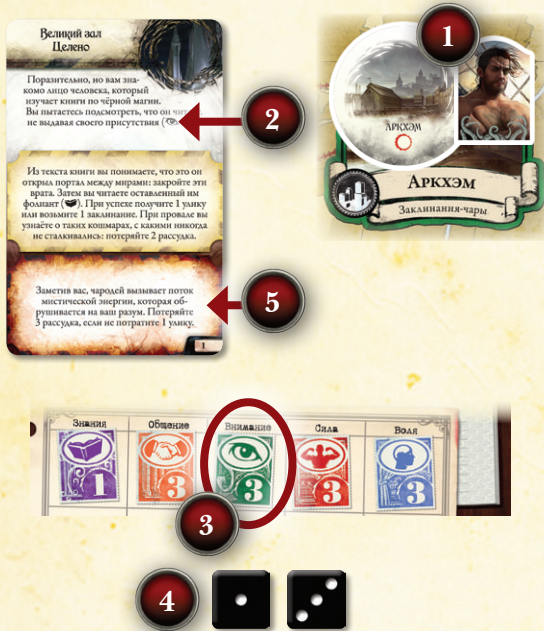 Великий зал
Целено
Поразительно, но вам зна-
комо лицо человека, который
изучает книги по чёрной магии.
Вы пытаетесь подсмотреть, что он
не выдавая своего присутствия (
Из текста книги вы понимаете, что это он
открыл портал между мирами: закройте эти
врата. Затем вы читаете оставленный им
фолиант ( ). При успехе получите 1 улику
или возьмите 1 заклинание. При провале вы
узнаёте о таких кошмарах, с какими никогда
не сталкивались: потеряйте 2 рассудка.
Заметив вас, чародей вызывает поток
мистической энергии, которая об-
рушивается на ваш разум. Потеряйте
3 рассудка, если не потратите 1 улику.
1
1
2
5
АРКХЭМ
АРКХЭМ
Заклинания-чары
Знания
Общение
Внимание
Сила
Воля
1
3
3
3
3
3
4